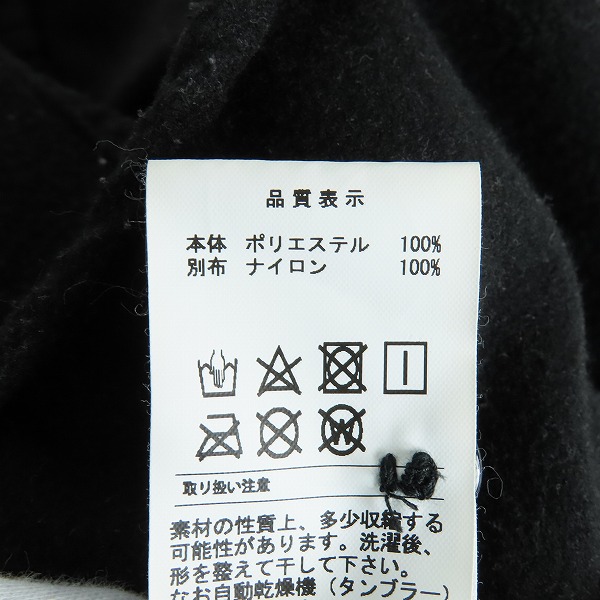 品質表示
本体 ポリエステル 100%
別布 ナイロン 100%
W
取り扱い注意
素材の性質上、多少収縮する
可能性があります。洗濯後、
形を整えて干して下さい。
なお自動乾燥機（タンブラー）